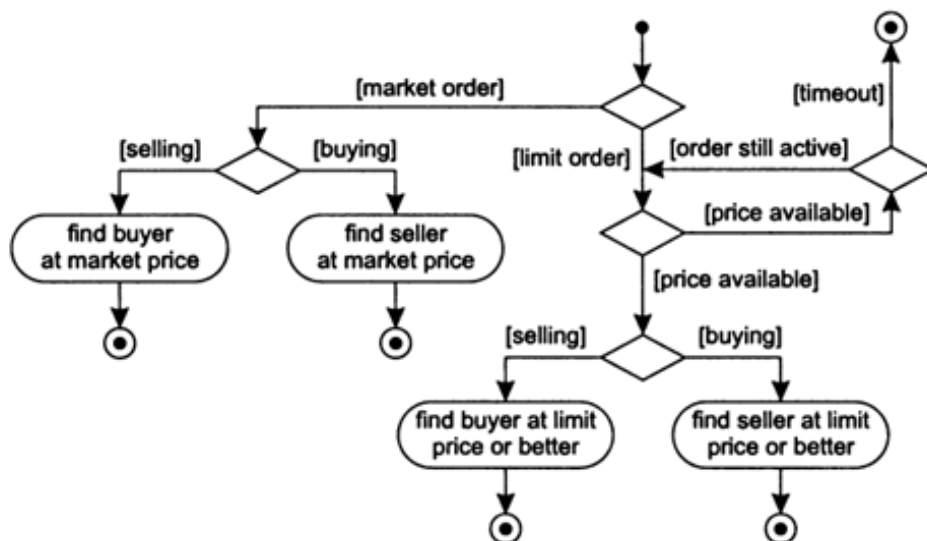 [market order]
[timeout]
[selling]
[buying]
[limit order]
[order still active]
find buyer
at market price
find seller
at market price
[price available]
[price available]
[selling]
[buying]
find buyer at limit
price or better
find seller at limit
price or better